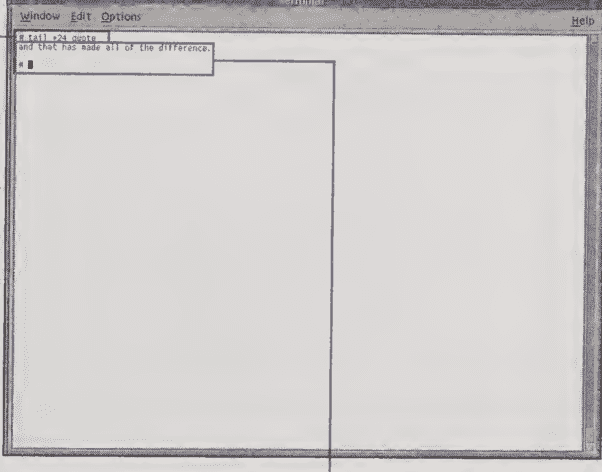 Window Edit Options Help
# tail +24 quote
and that has made all of the difference.
#